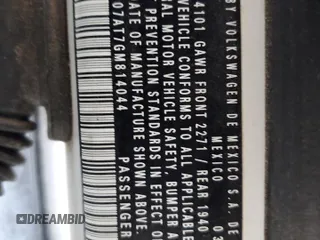 BY VOLKSWAGEN DE MEXICO S.A. DE
MEXICO 03
4101 GAWR FRONT 2271 / REAR 1940
VEHICLE CONFORMS TO ALL APPLICABLE
AL MOTOR VEHICLE SAFETY, BUMPER A
PREVENTION STANDARDS IN EFFECT O
ATE OF MANUFACTURE SHOWN ABOVE.
07AT7GM814044 PASSENGER
DREAMBID